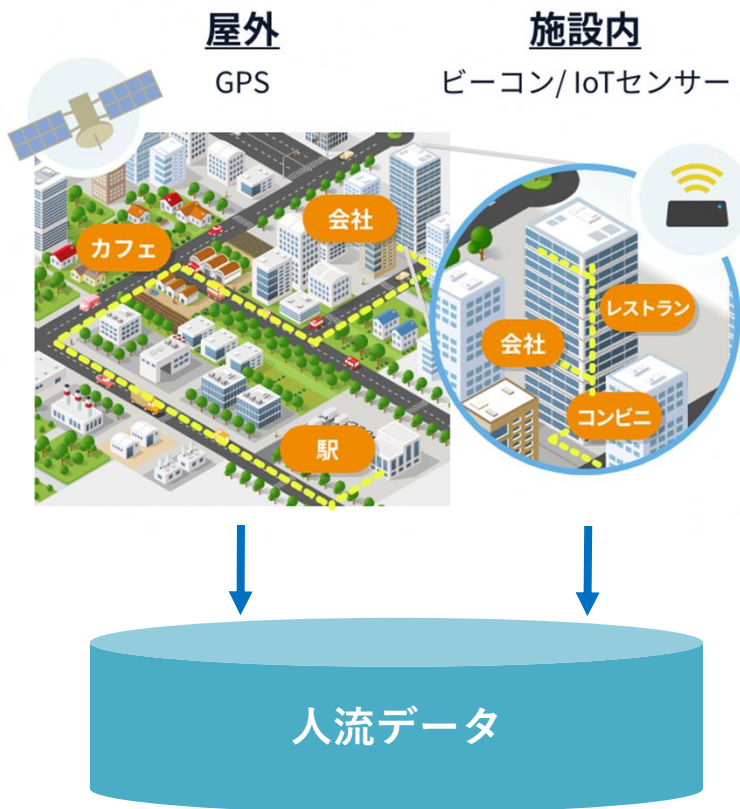 屋外
GPS
施設内
ビーコン/ IoTセンサー
カフェ
会社
駅
レストラン
会社
コンビニ
人流データ